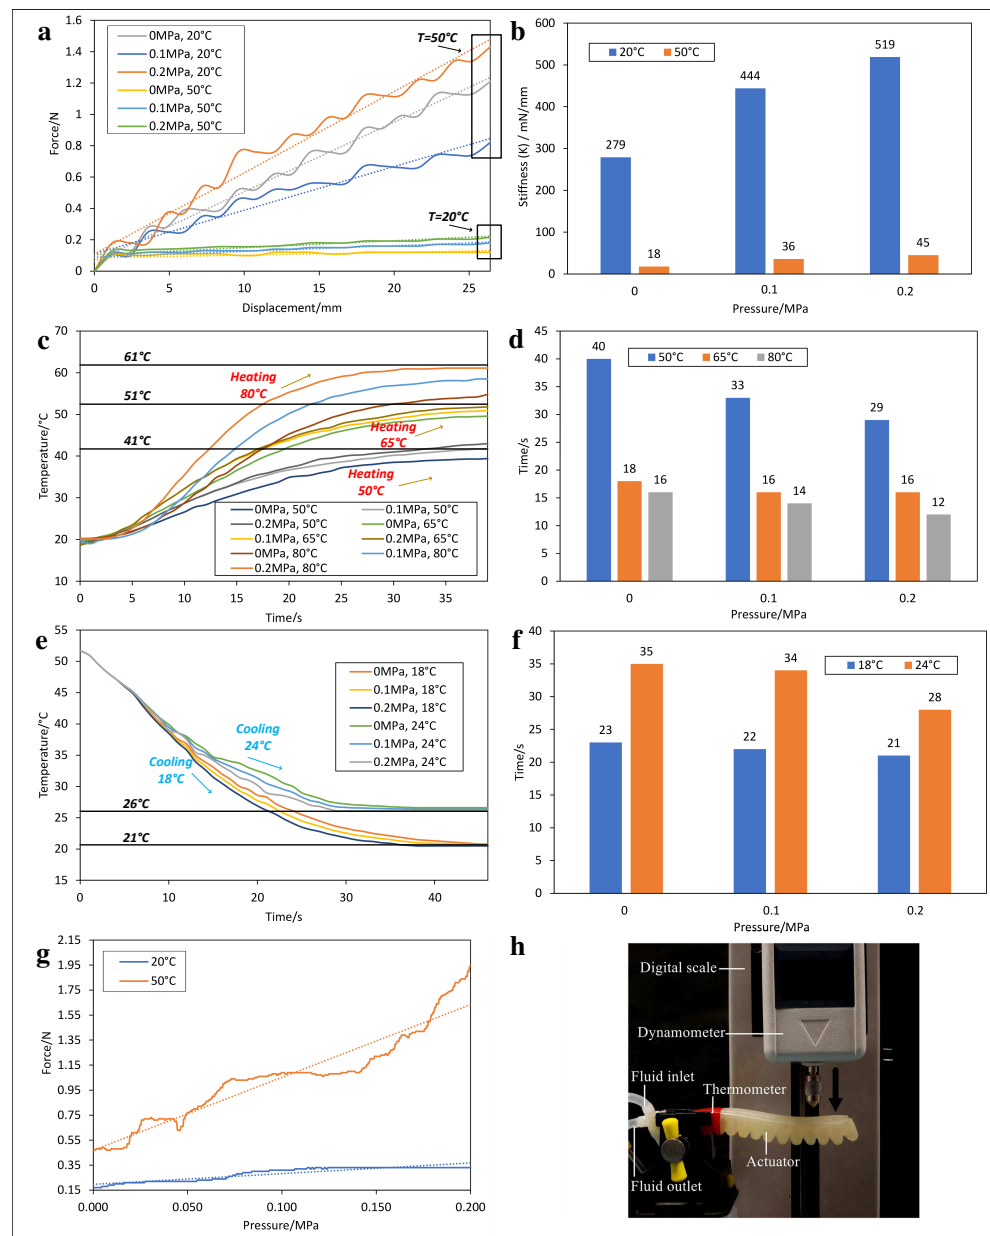 a
1.6
1.4
1.2
1
0.8
0.6
0.4
0.2
0
0 5 10 15 20 25
Force/N
Displacement/mm
0MPa, 20°C
0.1MPa, 20°C
0.2MPa, 20°C
0MPa, 50°C
0.1MPa, 50°C
0.2MPa, 50°C
T=50°C
T=20°C
b
600
500
400
300
200
100
0
Stiffness (K) / mN/mm
20°C 50°C
279 18 444 36 519 45
0 0.1 0.2
Pressure/MPa
c
70
60
50
40
30
20
10
0 5 10 15 20 25 30 35
Temperature/°C
Time/s
61°C
51°C
41°C
Heating
80°C
Heating
65°C
Heating
50°C
0MPa, 50°C 0.1MPa, 50°C
0.2MPa, 50°C 0MPa, 65°C
0.1MPa, 65°C 0.2MPa, 65°C
0MPa, 80°C 0.1MPa, 80°C
0.2MPa, 80°C
d
45
40
35
30
25
20
15
10
5
0
Time/s
50°C 65°C 80°C
40 18 16 33 16 14 29 16 12
0 0.1 0.2
Pressure/MPa
e
55
50
45
40
35
30
25
20
15
0 10 20 30 40
Temperature/°C
Time/s
0MPa, 18°C
0.1MPa, 18°C
0.2MPa, 18°C
0MPa, 24°C
0.1MPa, 24°C
0.2MPa, 24°C
Cooling
24°C
Cooling
18°C
26°C
21°C
f
40
35
30
25
20
15
10
5
0
Time/s
18°C 24°C
23 35 22 34 21 28
0 0.1 0.2
Pressure/MPa
g
2.15
1.95
1.75
1.55
1.35
1.15
0.95
0.75
0.55
0.35
0.15
0.000 0.050 0.100 0.150 0.200
Force/N
Pressure/MPa
20°C
50°C
h
Digital scale
Dynamometer
Fluid inlet
Thermometer
Actuator
Fluid outlet